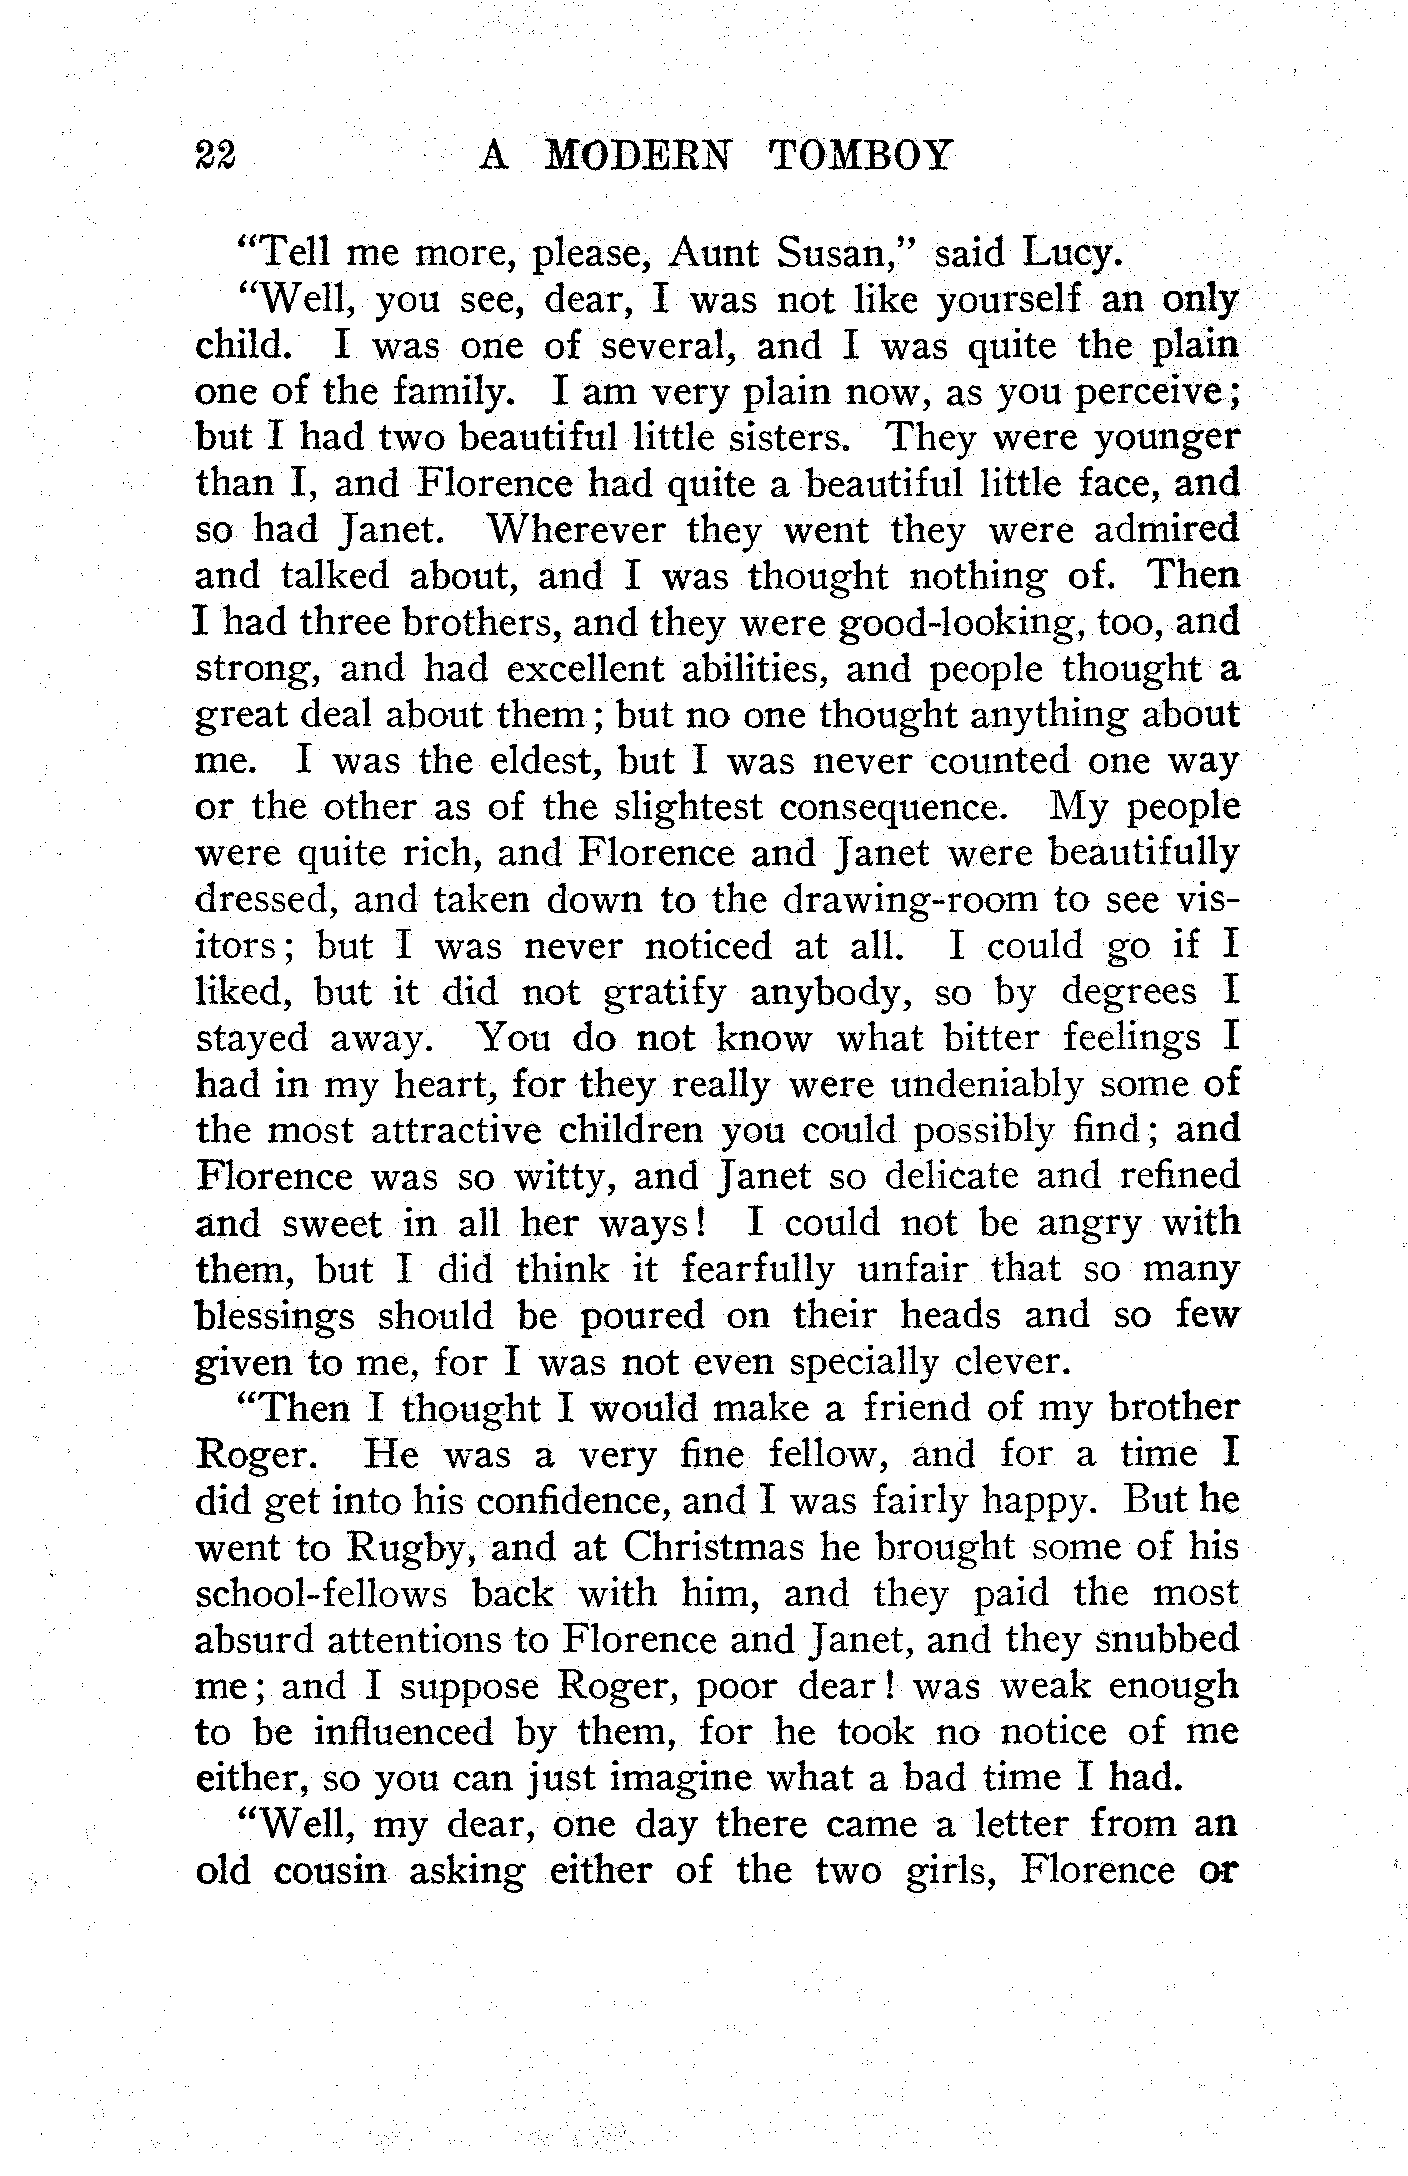 22 A MODERN TOMBOY
“Tell me more, please, Aunt Susan,” said Lucy.
“Well, you see, dear, I was not like yourself an only
child. I was one of several, and I was quite the plain
one of the family. I am very plain now, as you perceive;
but I had two beautiful little sisters. They were younger
than I, and Florence had quite a beautiful little face, and
so had Janet. Wherever they went they were admired
and talked about, and I was thought nothing of. Then
I had three brothers, and they were good-looking, too, and
strong, and had excellent abilities, and people thought a
great deal about them; but no one thought anything about
me. I was the eldest, but I was never counted one way
or the other as of the slightest consequence. My people
were quite rich, and Florence and Janet were beautifully
dressed, and taken down to the drawing-room to see vis-
itors; but I was never noticed at all. I could go if I
liked, but it did not gratify anybody, so by degrees I
stayed away. You do not know what bitter feelings I
had in my heart, for they really were undeniably some of
the most attractive children you could possibly find; and
Florence was so witty, and Janet so delicate and refined
and sweet in all her ways! I could not be angry with
them, but I did think it fearfully unfair that so many
blessings should be poured on their heads and so few
given to me, for I was not even specially clever.
“Then I thought I would make a friend of my brother
Roger. He was a very fine fellow, and for a time I
did get into his confidence, and I was fairly happy. But he
went to Rugby, and at Christmas he brought some of his
school-fellows back with him, and they paid the most
absurd attentions to Florence and Janet, and they snubbed
me; and I suppose Roger, poor dear! was weak enough
to be influenced by them, for he took no notice of me
either, so you can just imagine what a bad time I had.
“Well, my dear, one day there came a letter from an
old cousin asking either of the two girls, Florence or